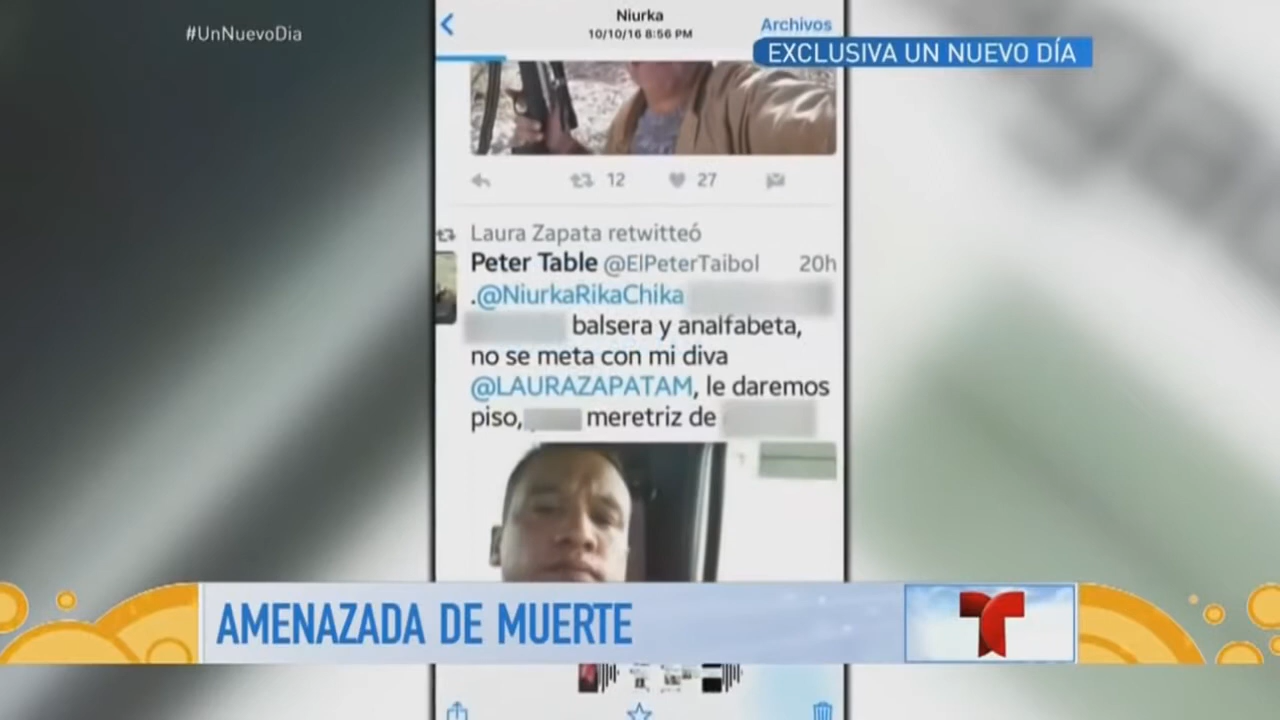 #UnNuevoDia
Niurka
10/10/16 8:56 PM
Archivos
EXCLUSIVA UN NUEVO DÍA
12
27
Laura Zapata retwitteó
Peter Table @ElPeterTaibol 20h
.@NiurkaRikaChika
balsera y analfabeta,
no se meta con mi diva
@LAURAZAPATAM, le daremos
piso, meretriz de
AMENAZADA DE MUERTE
T